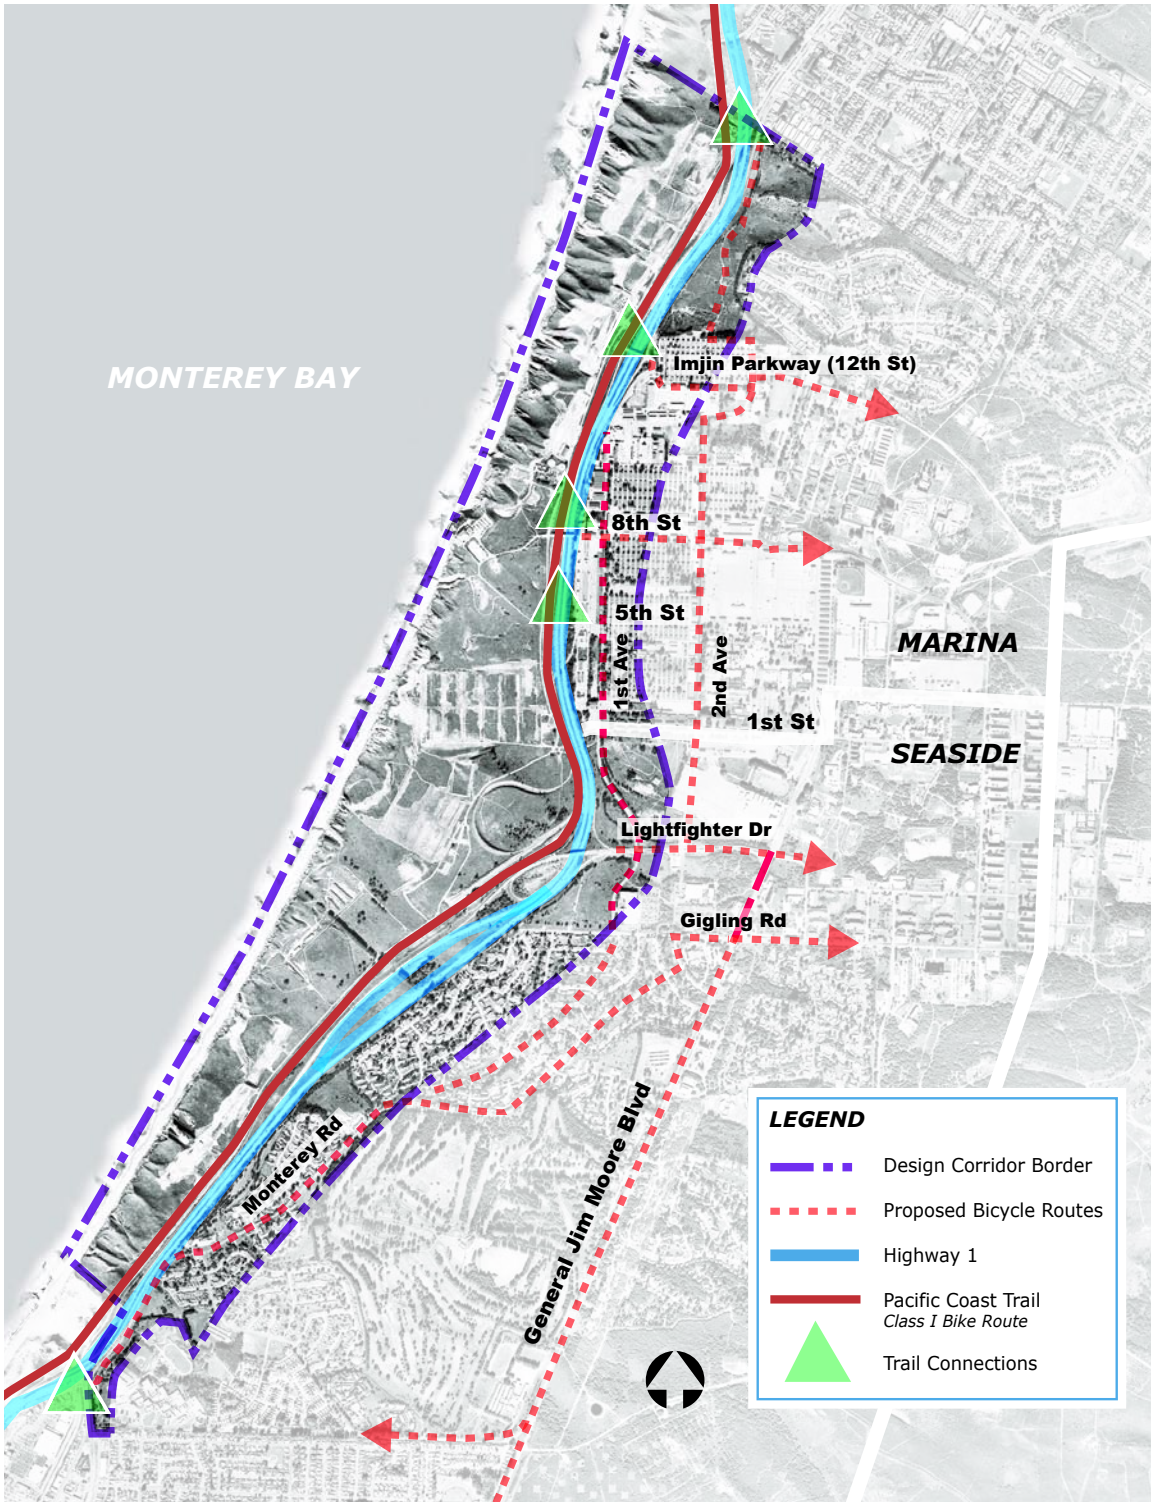 MONTEREY BAY
Imjin Parkway (12th St)
8th St
5th St
1st Ave
2nd Ave
MARINA
1st St
SEASIDE
Lightfighter Dr
Gigling Rd
Monterey Rd
General Jim Moore Blvd
LEGEND
Design Corridor Border
Proposed Bicycle Routes
Highway 1
Pacific Coast Trail
Class I Bike Route
Trail Connections